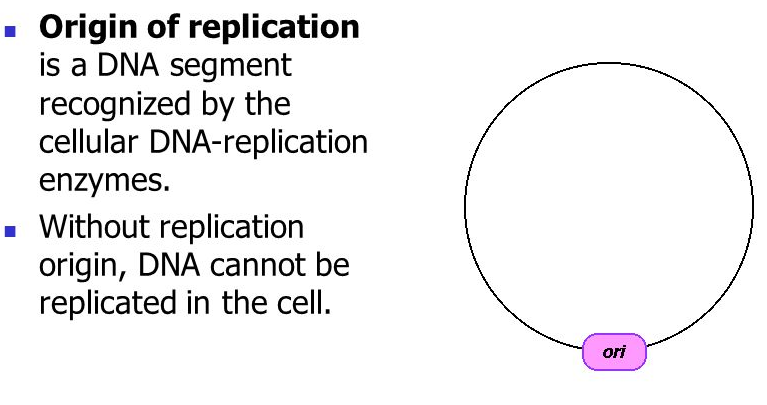 Origin of replication
is a DNA segment
recognized by the
cellular DNA-replication
enzymes.
Without replication
origin, DNA cannot be
replicated in the cell.
ori